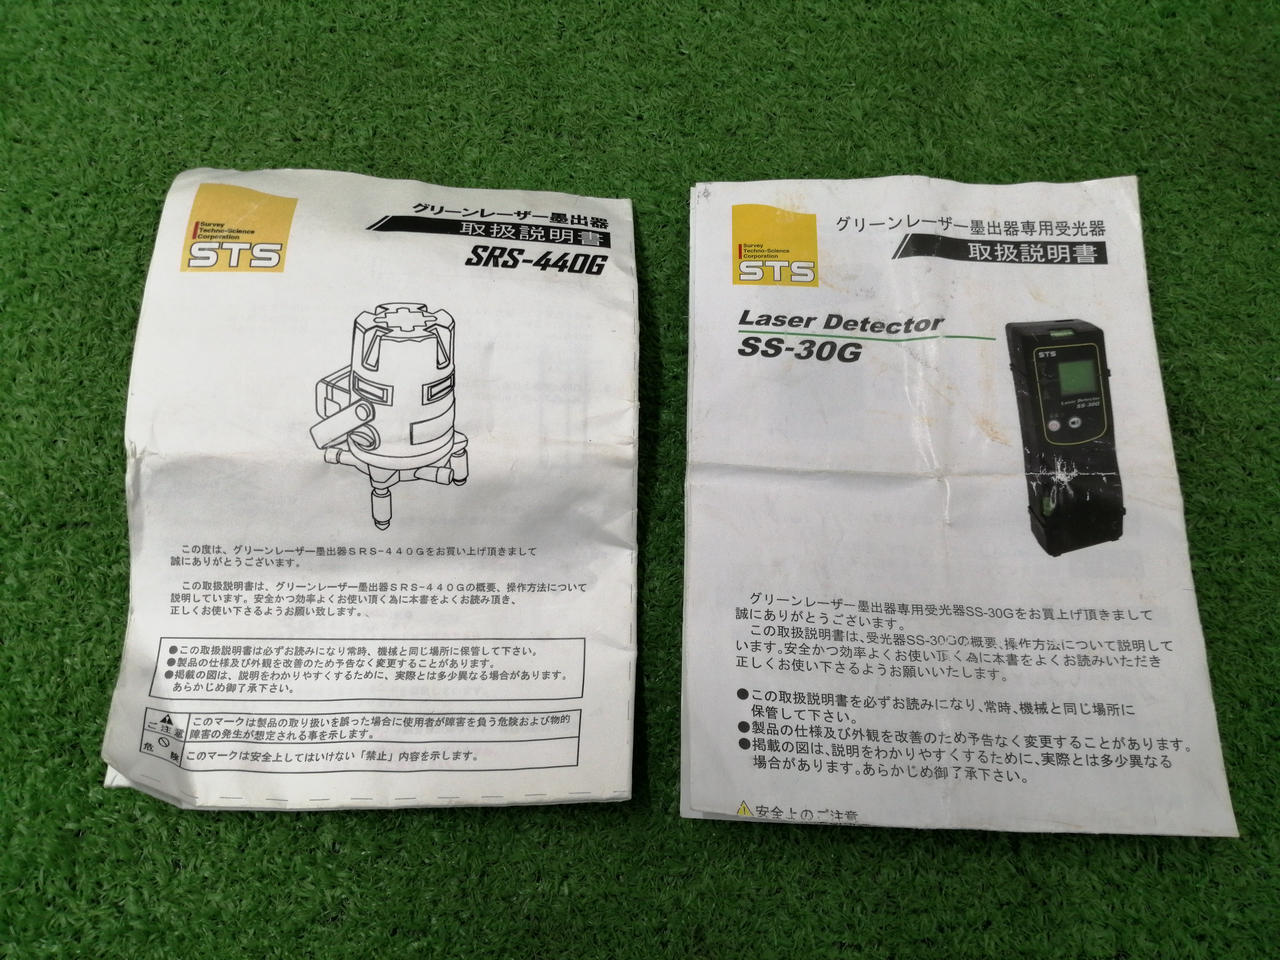 Survey
Techno-Science
Corporation
STS
グリーンレーザー墨出器
取扱説明書
SRS-440G
この度は、グリーンレーザー墨出器SRS-440Gをお買い上げ頂きまして
誠にありがとうございます。
この取扱説明書は、グリーンレーザー墨出器SRS-440Gの概要、操作方法について
説明しています。安全かつ効率よくお使い頂く為に本書をよくお読み頂き、
正しくお使い下さるようお願い致します。
●この取扱説明書は必ずお読みになり常時、機械と同じ場所に保管して下さい。
●製品の仕様及び外観を改善のため予告なく変更することがあります。
●掲載の図は、説明をわかりやすくするために、実際とは多少異なる場合があります。
あらかじめ御了承下さい。
ご注意
このマークは製品の取り扱いを誤った場合に使用者が障害を負う危険および物的
障害の発生が想定される事を示します。
危険
このマークは安全上してはいけない「禁止」内容を示します。
Survey
Techno-Science
Corporation
STS
グリーンレーザー墨出器専用受光器
取扱説明書
Laser Detector
SS-30G
STS
Laser Detector
SS-30G
グリーンレーザー墨出器専用受光器SS-30Gをお買上げ頂きまして
誠にありがとうございます。
この取扱説明書は、受光器SS-30Gの概要、操作方法について説明して
います。安全かつ効率よくお使い頂く為に本書をよくお読みいただき
正しくお使い下さるようお願いいたします。
●この取扱説明書を必ずお読みになり、常時、機械と同じ場所に
保管して下さい。
●製品の仕様及び外観を改善のため予告なく変更することがあります。
●掲載の図は、説明をわかりやすくするために、実際とは多少異なる
場合があります。あらかじめ御了承下さい。
安全上のご注意